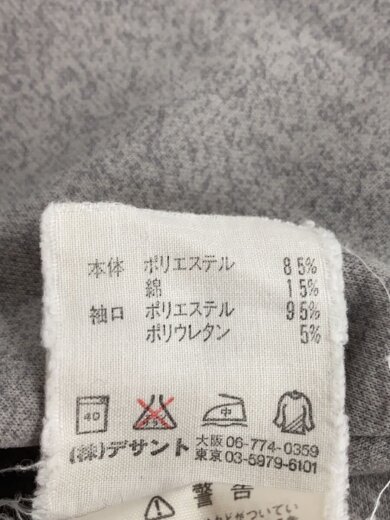 本体 ポリエステル 85%
綿 15%
袖口 ポリエステル 95%
ポリウレタン 5%
40 中
(株)デサント 大阪 06-774-0359
東京 03-5979-6101
警告